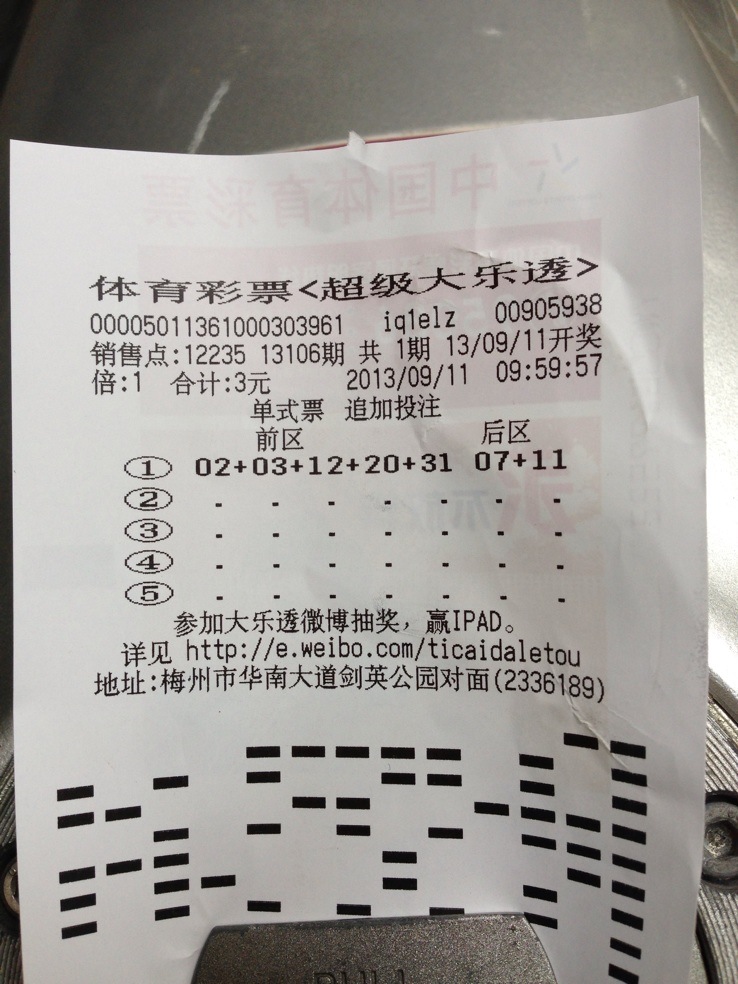 体育彩票<超级大乐透>
00005011361000303961 iq1elz 00905938
销售点:12235 13106期 共 1期 13/09/11开奖
倍:1 合计:3元 2013/09/11 09:59:57
单式票 追加投注
前区 后区
① 02+03+12+20+31 07+11
② - - - - - - -
③ - - - - - - -
④ - - - - - - -
⑤ - - - - - - -
参加大乐透微博抽奖，赢IPAD。
详见 http://e.weibo.com/ticaidaletou
地址:梅州市华南大道剑英公园对面(2336189)
中国体育彩票